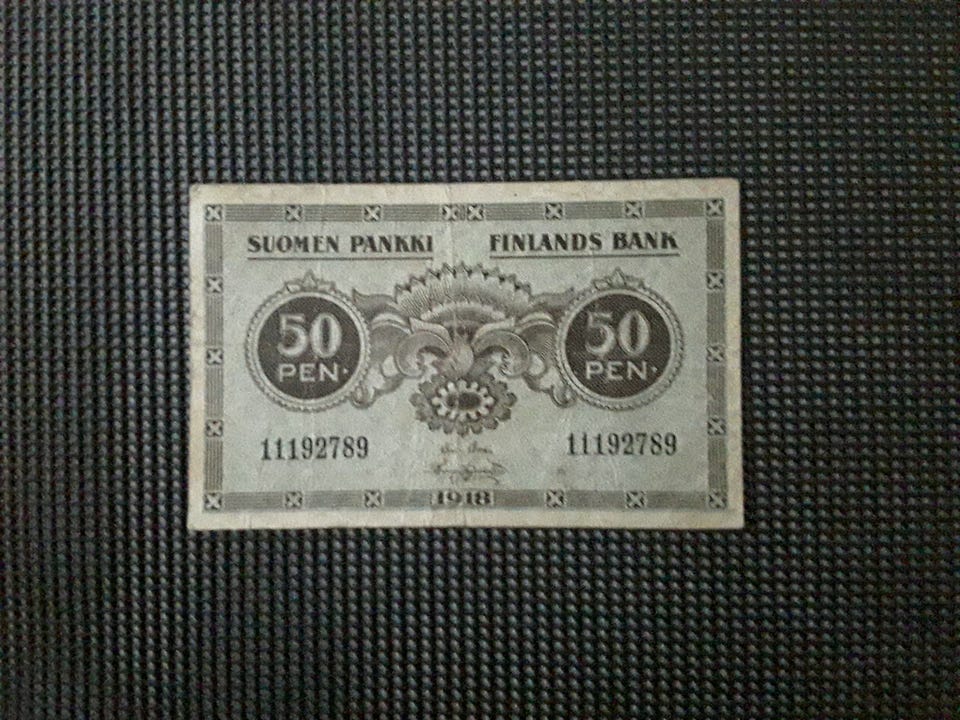 SUOMEN PANKKI FINLANDS BANK
50 50
PEN. PEN.
11192789 11192789
1918